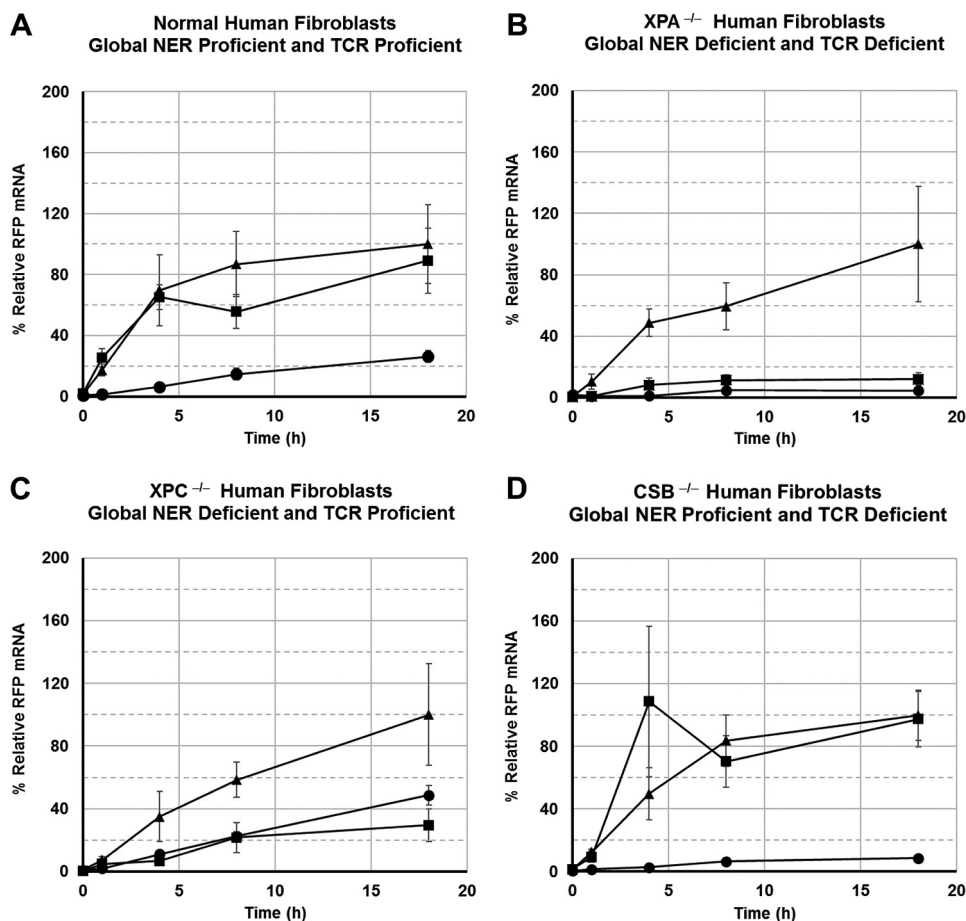 A
Normal Human Fibroblasts
Global NER Proficient and TCR Proficient
% Relative RFP mRNA
200
160
120
80
40
0
0 5 10 15 20
Time (h)
B
XPA −/− Human Fibroblasts
Global NER Deficient and TCR Deficient
% Relative RFP mRNA
200
160
120
80
40
0
0 5 10 15 20
Time (h)
C
XPC −/− Human Fibroblasts
Global NER Deficient and TCR Proficient
% Relative RFP mRNA
200
160
120
80
40
0
0 5 10 15 20
Time (h)
D
CSB −/− Human Fibroblasts
Global NER Proficient and TCR Deficient
% Relative RFP mRNA
200
160
120
80
40
0
0 5 10 15 20
Time (h)